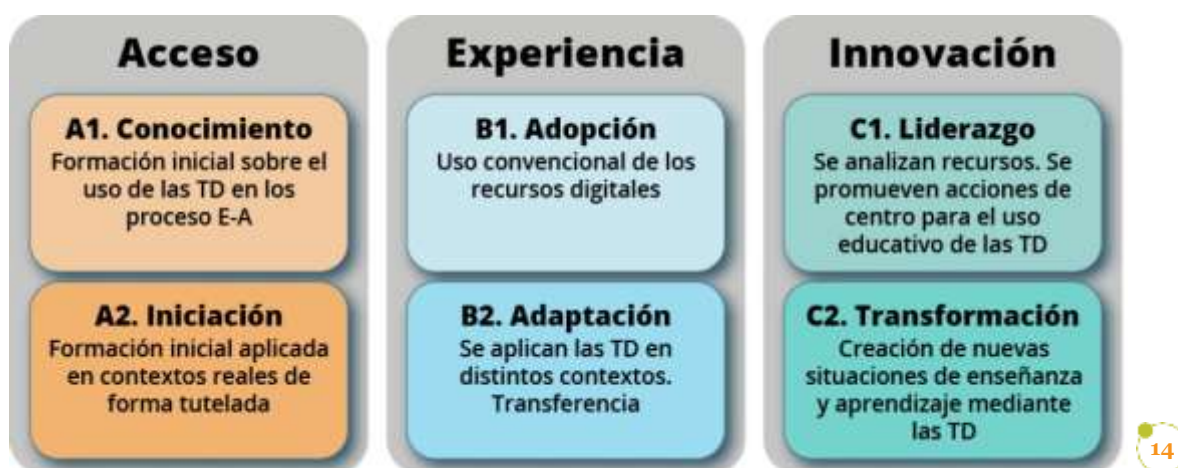 Acceso
A1. Conocimiento
Formación inicial sobre el
uso de las TD en los
proceso E-A
A2. Iniciación
Formación inicial aplicada
en contextos reales de
forma tutelada
Experiencia
B1. Adopción
Uso convencional de los
recursos digitales
B2. Adaptación
Se aplican las TD en
distintos contextos.
Transferencia
Innovación
C1. Liderazgo
Se analizan recursos. Se
promueven acciones de
centro para el uso
educativo de las TD
C2. Transformación
Creación de nuevas
situaciones de enseñanza
y aprendizaje mediante
las TD
14